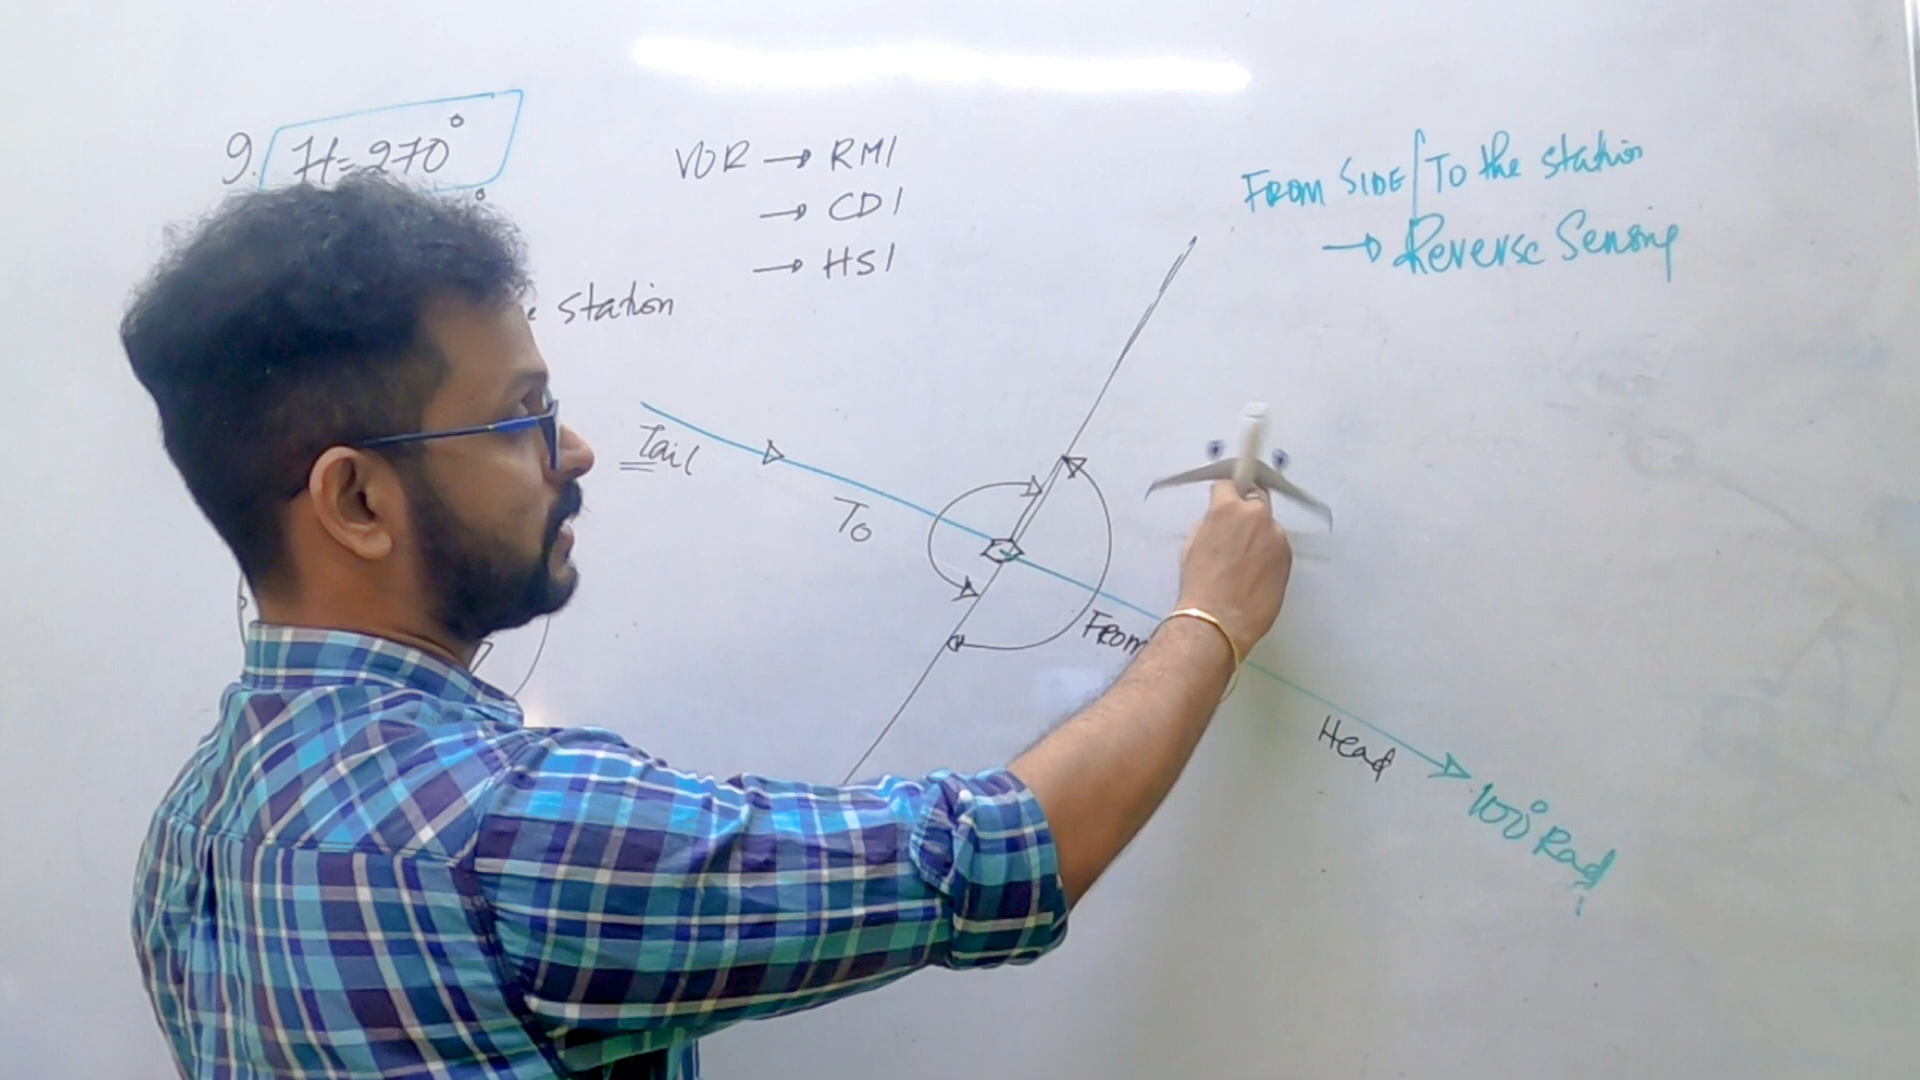 9. H=270°
VOR → RMI
→ CDI
→ HSI
station
FROM SIDE/To the station
→ Reverse Sensing
Tail
To
From
Head
100° Rad